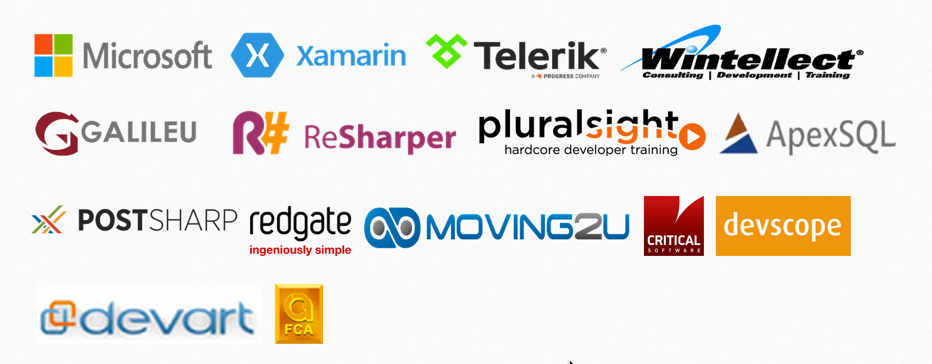 Microsoft Xamarin Telerik® Wintellect®
A PROGRESS COMPANY Consulting | Development | Training
GALILEU R# ReSharper pluralsight ApexSQL
hardcore developer training
POSTSHARP redgate MOVING2U CRITICAL devscope
ingeniously simple SOFTWARE
devart a FCA